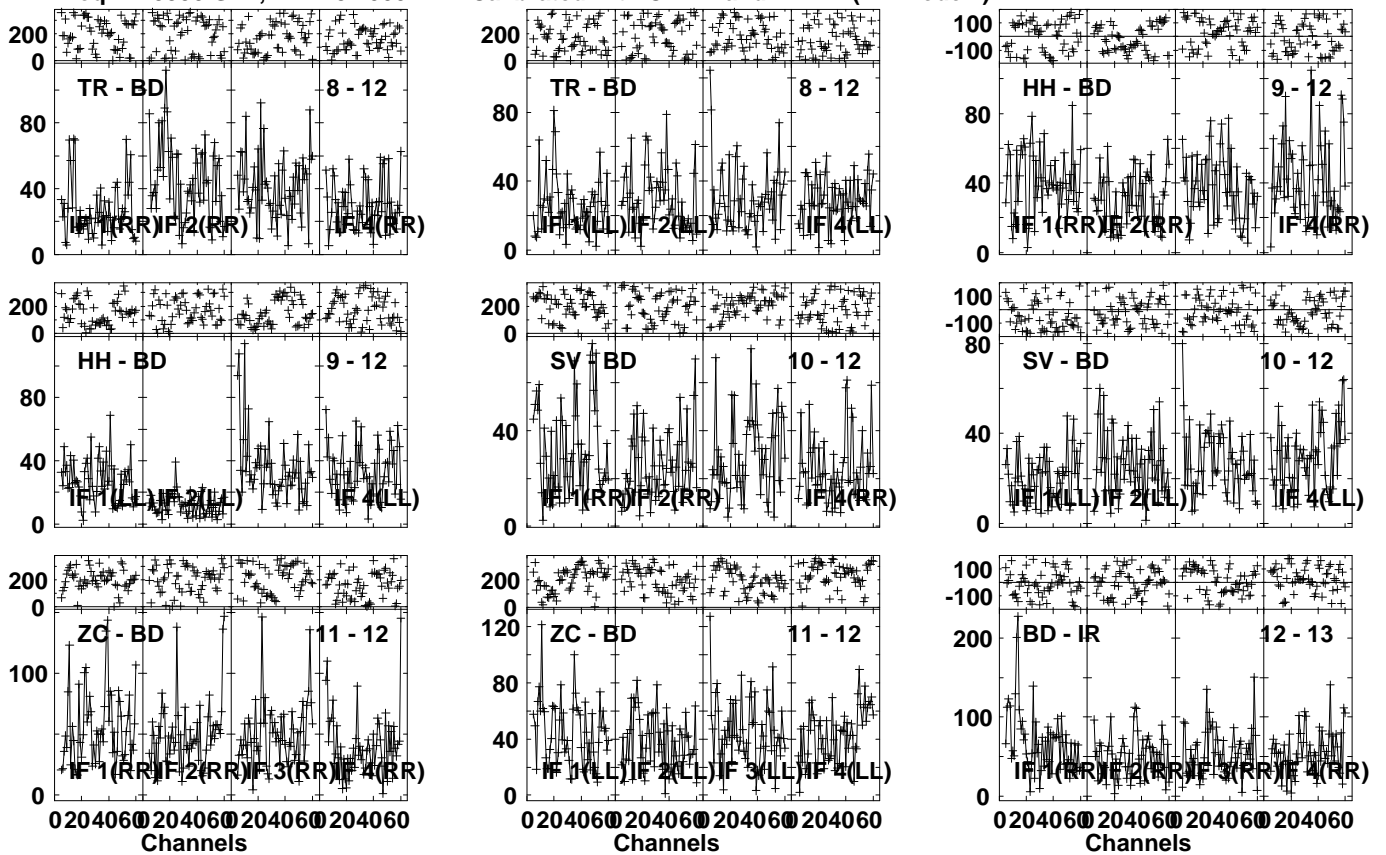 200
0
200
0
100
-100
TR - BD 8 - 12
TR - BD 8 - 12
HH - BD 9 - 12
80
40
0
80
40
0
80
40
0
IF 1(RR) IF 2(RR) IF 4(RR)
IF 1(LL) IF 2(LL) IF 4(LL)
IF 1(RR) IF 2(RR) IF 4(RR)
200
0
200
0
100
-100
HH - BD 9 - 12
SV - BD 10 - 12
SV - BD 10 - 12
80
40
0
80
40
0
80
40
0
IF 1(LL) IF 2(LL) IF 4(LL)
IF 1(RR) IF 2(RR) IF 4(RR)
IF 1(LL) IF 2(LL) IF 4(LL)
200
0
200
0
100
-100
ZC - BD 11 - 12
ZC - BD 11 - 12
BD - IR 12 - 13
100
0
120
80
40
0
200
100
0
IF 1(RR) IF 2(RR) IF 3(RR) IF 4(RR)
IF 1(LL) IF 2(LL) IF 3(LL) IF 4(LL)
IF 1(RR) IF 2(RR) IF 3(RR) IF 4(RR)
0 20 40 60 0 20 40 60 0 20 40 60 0 20 40 60
0 20 40 60 0 20 40 60 0 20 40 60 0 20 40 60
0 20 40 60 0 20 40 60 0 20 40 60 0 20 40 60
Channels
Channels
Channels